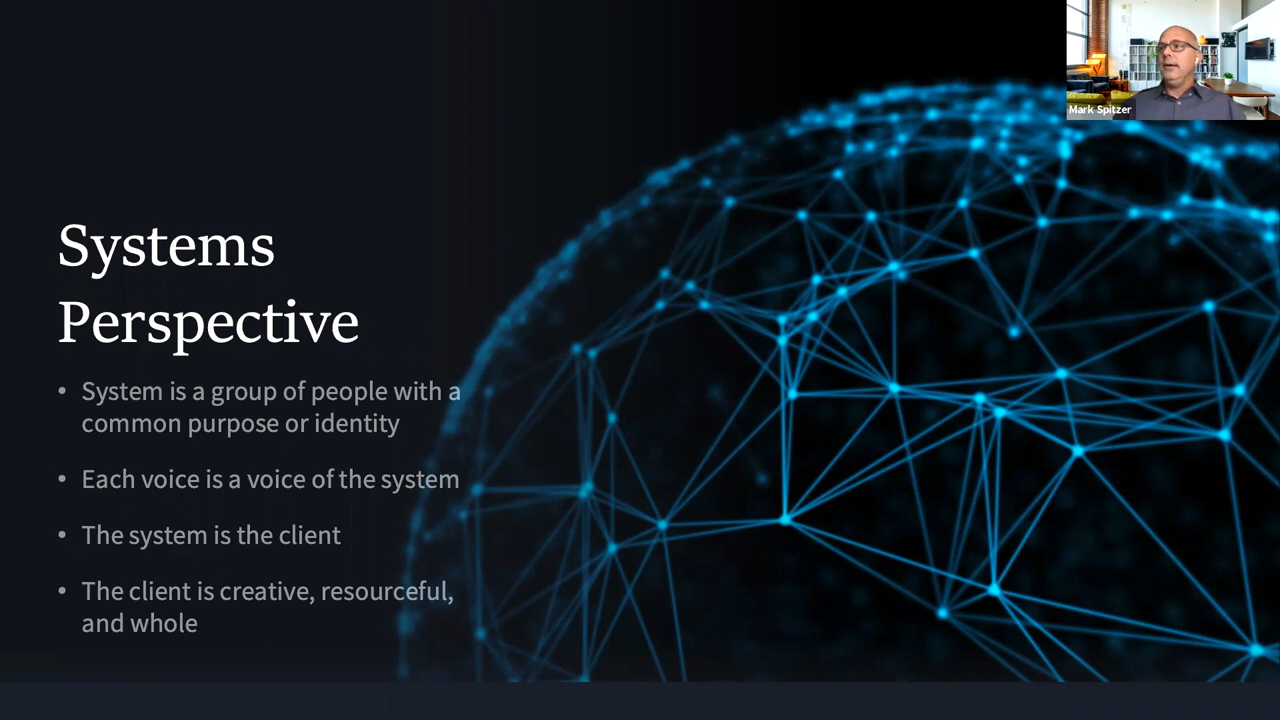 Mark Spitzer
Systems
Perspective
• System is a group of people with a
common purpose or identity
• Each voice is a voice of the system
• The system is the client
• The client is creative, resourceful,
and whole